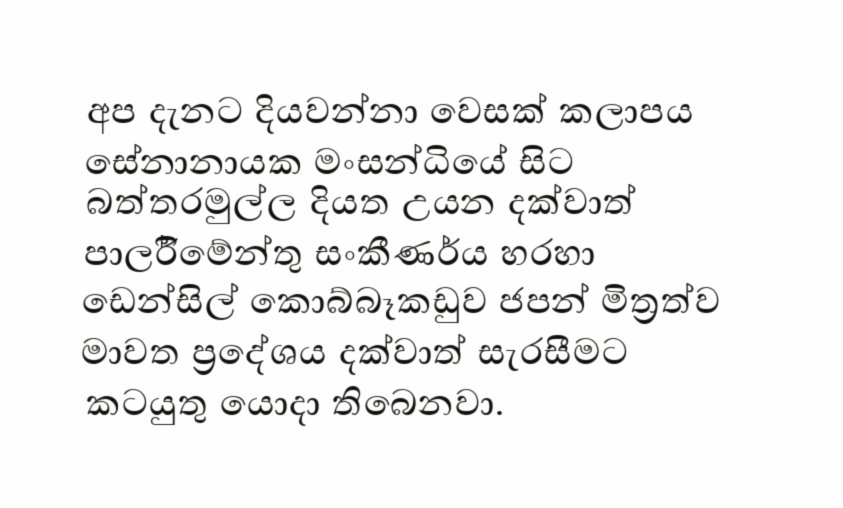 අප දැනට දියවන්නා වෙසක් කලාපය
සේනානායක මංසන්ධියේ සිට
බත්තරමුල්ල දියත උයන දක්වාත්
පාර්ලිමේන්තු සංකීර්ණය හරහා
ඩෙන්සිල් කොබ්බෑකඩුව ජපන් මිත්‍රත්ව
මාවත ප්‍රදේශය දක්වාත් සැරසීමට
කටයුතු යොදා තිබෙනවා.